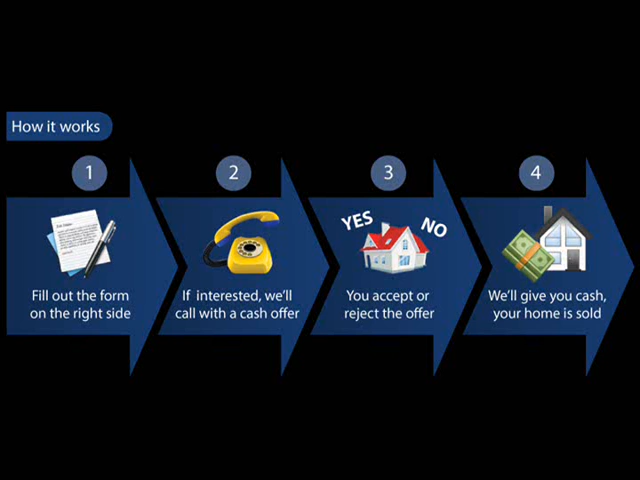 How it works
1
2
3
4
YES
NO
Fill out the form
on the right side
If interested, we'll
call with a cash offer
You accept or
reject the offer
We'll give you cash,
your home is sold